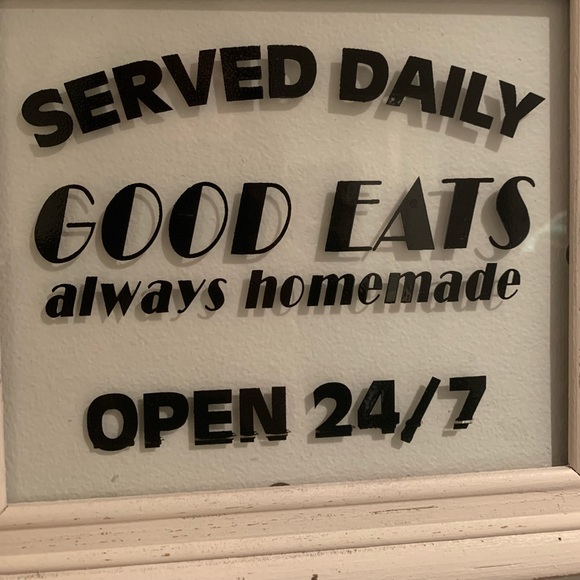 SERVED DAILY
GOOD EATS
always homemade
OPEN 24/7